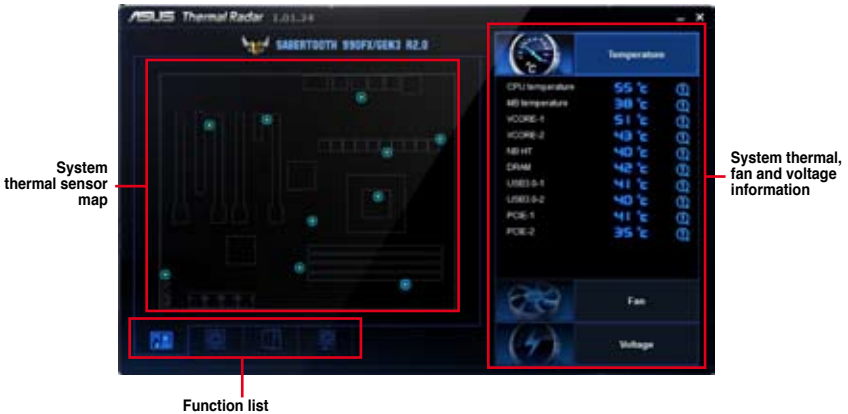 ASUS Thermal Radar 1.01.24
SABERTOOTH 990FX/GEN3 R2.0
Temperature
CPU temperature 55 °c
MB temperature 38 °c
VCORE-1 51 °c
VCORE-2 43 °c
NB HT 40 °c
DRAM 42 °c
USB3.0-1 41 °c
USB3.0-2 40 °c
PCIE-1 41 °c
PCIE-2 35 °c
Fan
Voltage
System
thermal sensor
map
System thermal,
fan and voltage
information
Function list